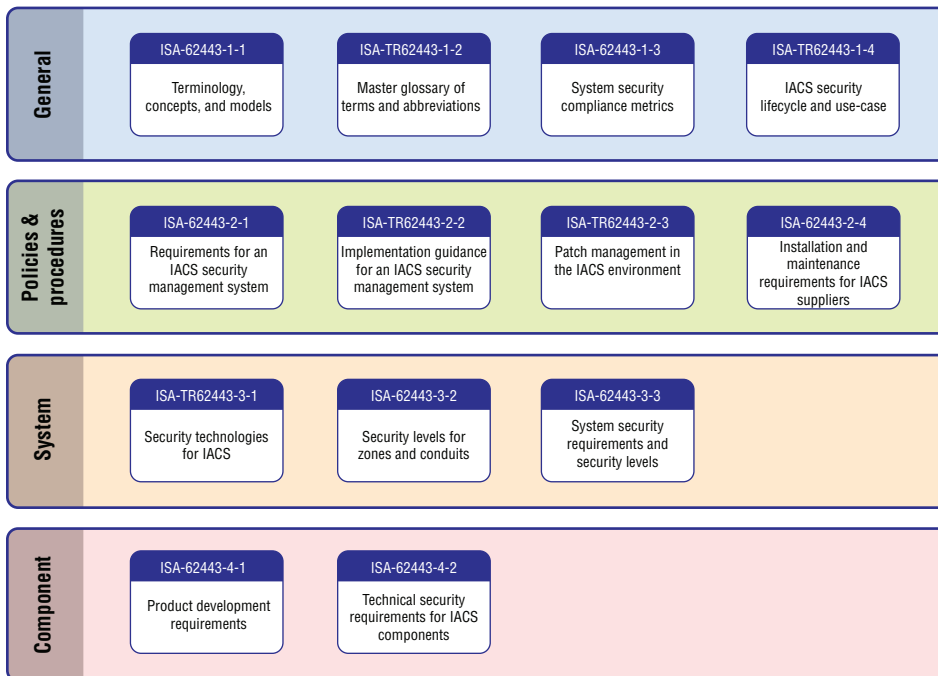 General
ISA-62443-1-1
Terminology,
concepts, and models
ISA-TR62443-1-2
Master glossary of
terms and abbreviations
ISA-62443-1-3
System security
compliance metrics
ISA-TR62443-1-4
IACS security
lifecycle and use-case
Policies &
procedures
ISA-62443-2-1
Requirements for an
IACS security
management system
ISA-TR62443-2-2
Implementation guidance
for an IACS security
management system
ISA-TR62443-2-3
Patch management in
the IACS environment
ISA-62443-2-4
Installation and
maintenance
requirements for IACS
suppliers
System
ISA-TR62443-3-1
Security technologies
for IACS
ISA-62443-3-2
Security levels for
zones and conduits
ISA-62443-3-3
System security
requirements and
security levels
Component
ISA-62443-4-1
Product development
requirements
ISA-62443-4-2
Technical security
requirements for IACS
components